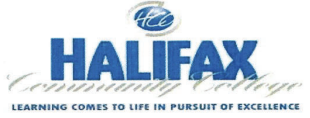 HCC
HALIFAX
Community College
LEARNING COMES TO LIFE IN PURSUIT OF EXCELLENCE